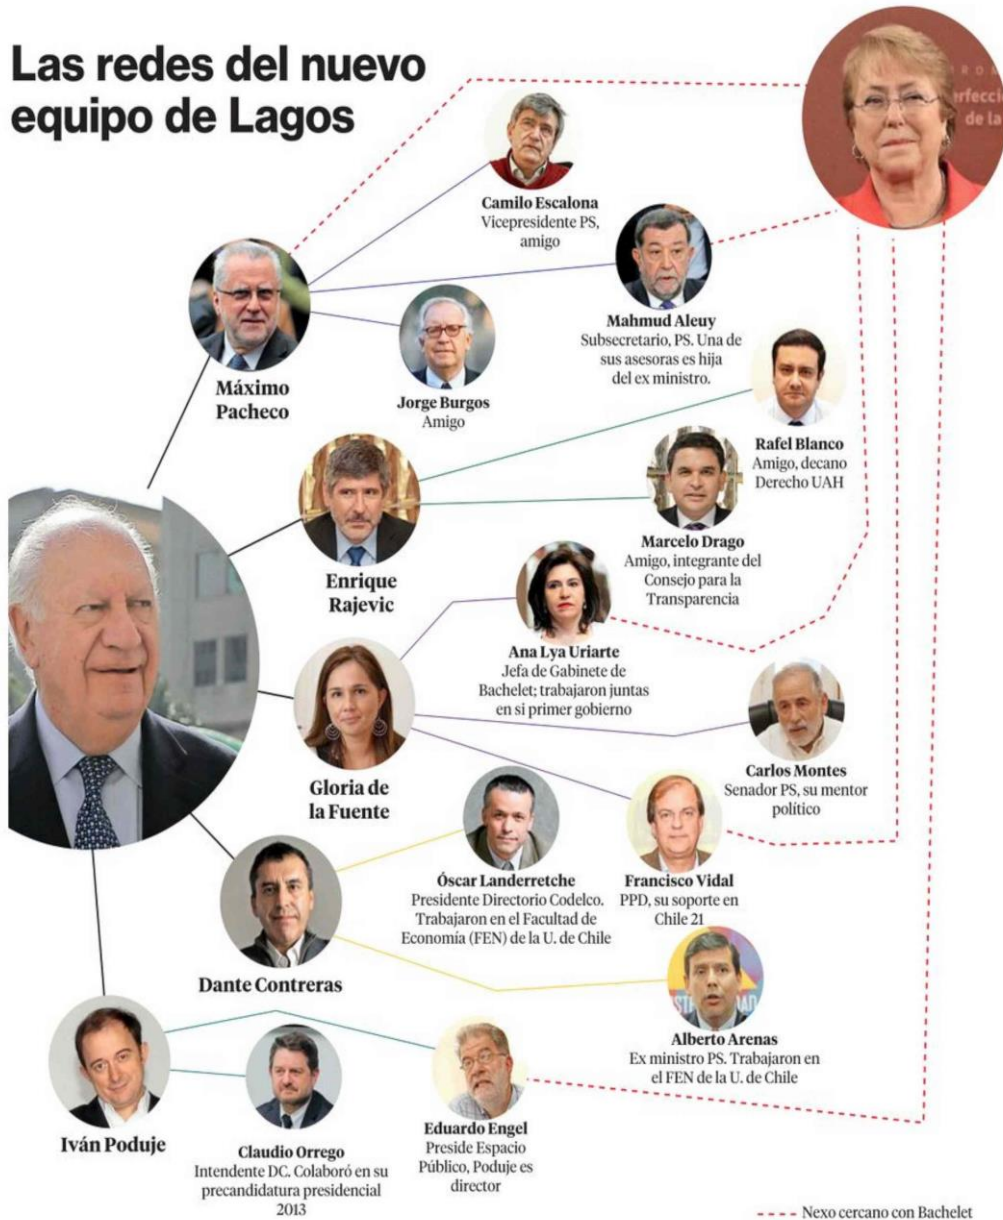 Las redes del nuevo
equipo de Lagos
Camilo Escalona
Vicepresidente PS,
amigo
Mahmud Aleuy
Subsecretario, PS. Una de
sus asesoras es hija
del ex ministro.
Máximo
Pacheco
Jorge Burgos
Amigo
Rafel Blanco
Amigo, decano
Derecho UAH
Marcelo Drago
Amigo, integrante del
Consejo para la
Transparencia
Enrique
Rajevic
Ana Lya Uriarte
Jefa de Gabinete de
Bachelet; trabajaron juntas
en si primer gobierno
Carlos Montes
Senador PS, su mentor
político
Gloria de
la Fuente
Óscar Landerretche
Presidente Directorio Codelco.
Trabajaron en el Facultad de
Economía (FEN) de la U. de Chile
Francisco Vidal
PPD, su soporte en
Chile 21
Dante Contreras
Alberto Arenas
Ex ministro PS. Trabajaron en
el FEN de la U. de Chile
Iván Poduje
Claudio Orrego
Intendente DC. Colaboró en su
precandidatura presidencial
2013
Eduardo Engel
Preside Espacio
Público, Poduje es
director
Nexo cercano con Bachelet
de la